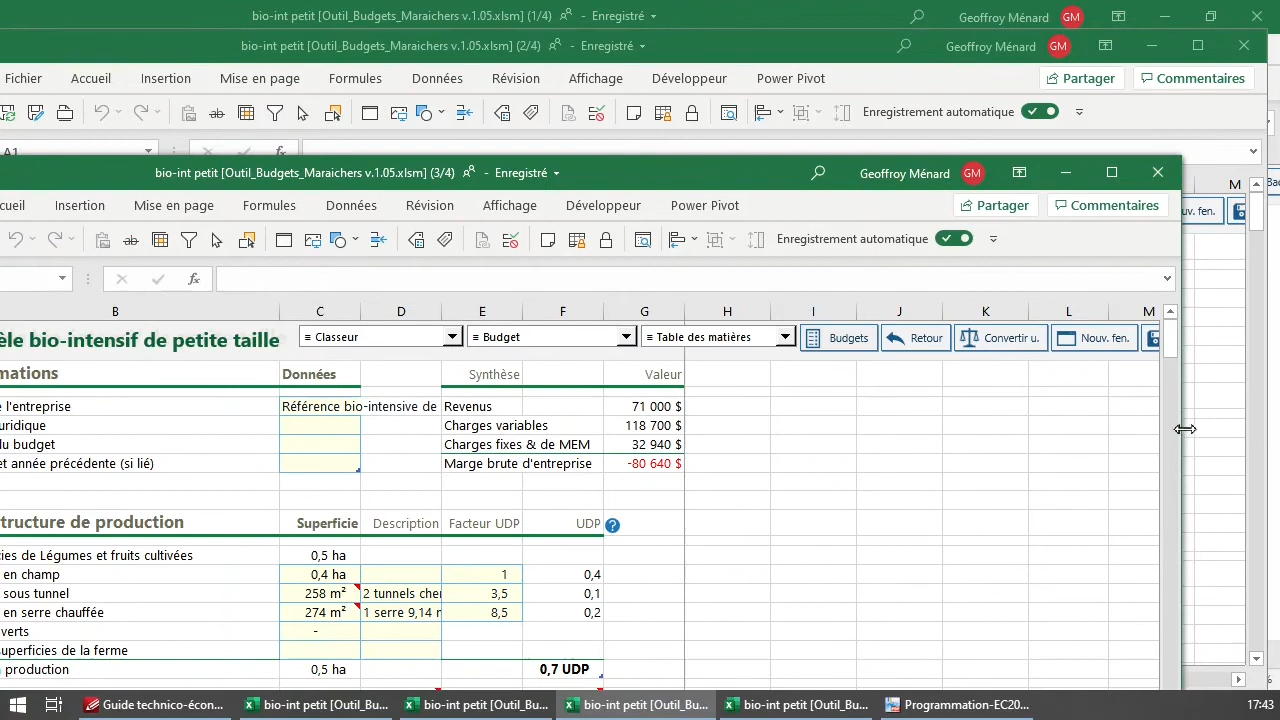 bio-int petit [Outil_Budgets_Maraichers v.1.05.xlsm] (1/4) - Enregistré
Geoffroy Ménard GM
bio-int petit [Outil_Budgets_Maraichers v.1.05.xlsm] (2/4) - Enregistré
Geoffroy Ménard GM
Fichier Accueil Insertion Mise en page Formules Données Révision Affichage Développeur Power Pivot Partager Commentaires
Enregistrement automatique
A1
bio-int petit [Outil_Budgets_Maraichers v.1.05.xlsm] (3/4) - Enregistré
Geoffroy Ménard GM
M
cueil Insertion Mise en page Formules Données Révision Affichage Développeur Power Pivot Partager Commentaires
uv. fen.
Enregistrement automatique
fx
B C D E F G H I J K L M
èle bio-intensif de petite taille
≡ Classeur ≡ Budget ≡ Table des matières Budgets Retour Convertir u. Nouv. fen.
mations Données Synthèse Valeur
e l'entreprise Référence bio-intensive de Revenus 71 000 $
uridique Charges variables 118 700 $
du budget Charges fixes & de MEM 32 940 $
et année précédente (si lié) Marge brute d'entreprise -80 640 $
tructure de production Superficie Description Facteur UDP UDP ?
ies de Légumes et fruits cultivées 0,5 ha
en champ 0,4 ha 1 0,4
sous tunnel 258 m² 2 tunnels cher 3,5 0,1
en serre chauffée 274 m² 1 serre 9,14 r 8,5 0,2
verts -
superficies de la ferme
production 0,5 ha 0,7 UDP
Guide technico-écon... bio-int petit [Outil_Bu... bio-int petit [Outil_Bu... bio-int petit [Outil_Bu... bio-int petit [Outil_Bu... Programmation-EC20... 17:43